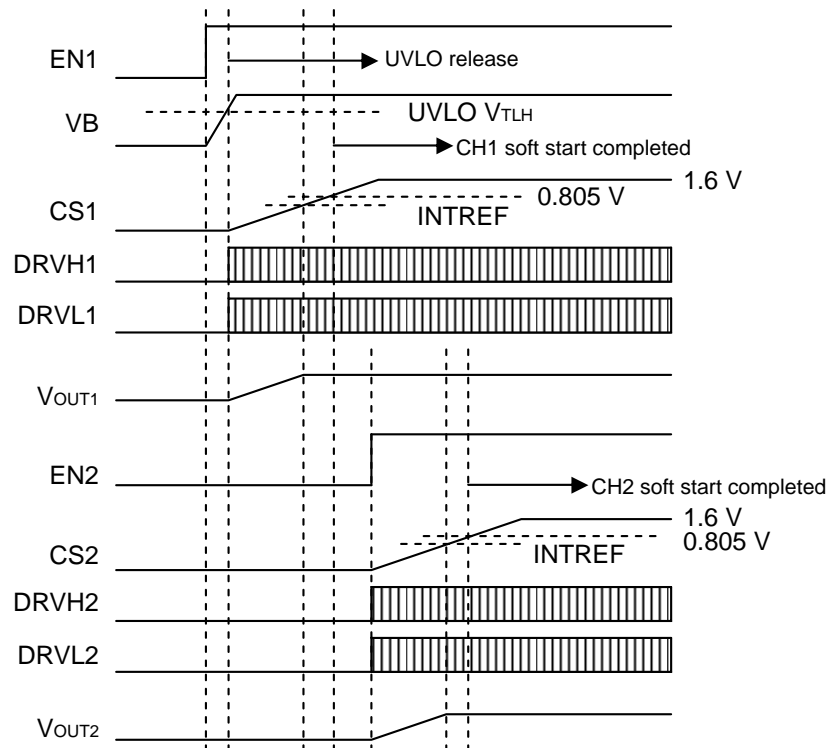 EN1
UVLO release
VB
UVLO VTLH
CH1 soft start completed
1.6 V
0.805 V
CS1
INTREF
DRVH1
DRVL1
VOUT1
EN2
CH2 soft start completed
1.6 V
0.805 V
CS2
INTREF
DRVH2
DRVL2
VOUT2